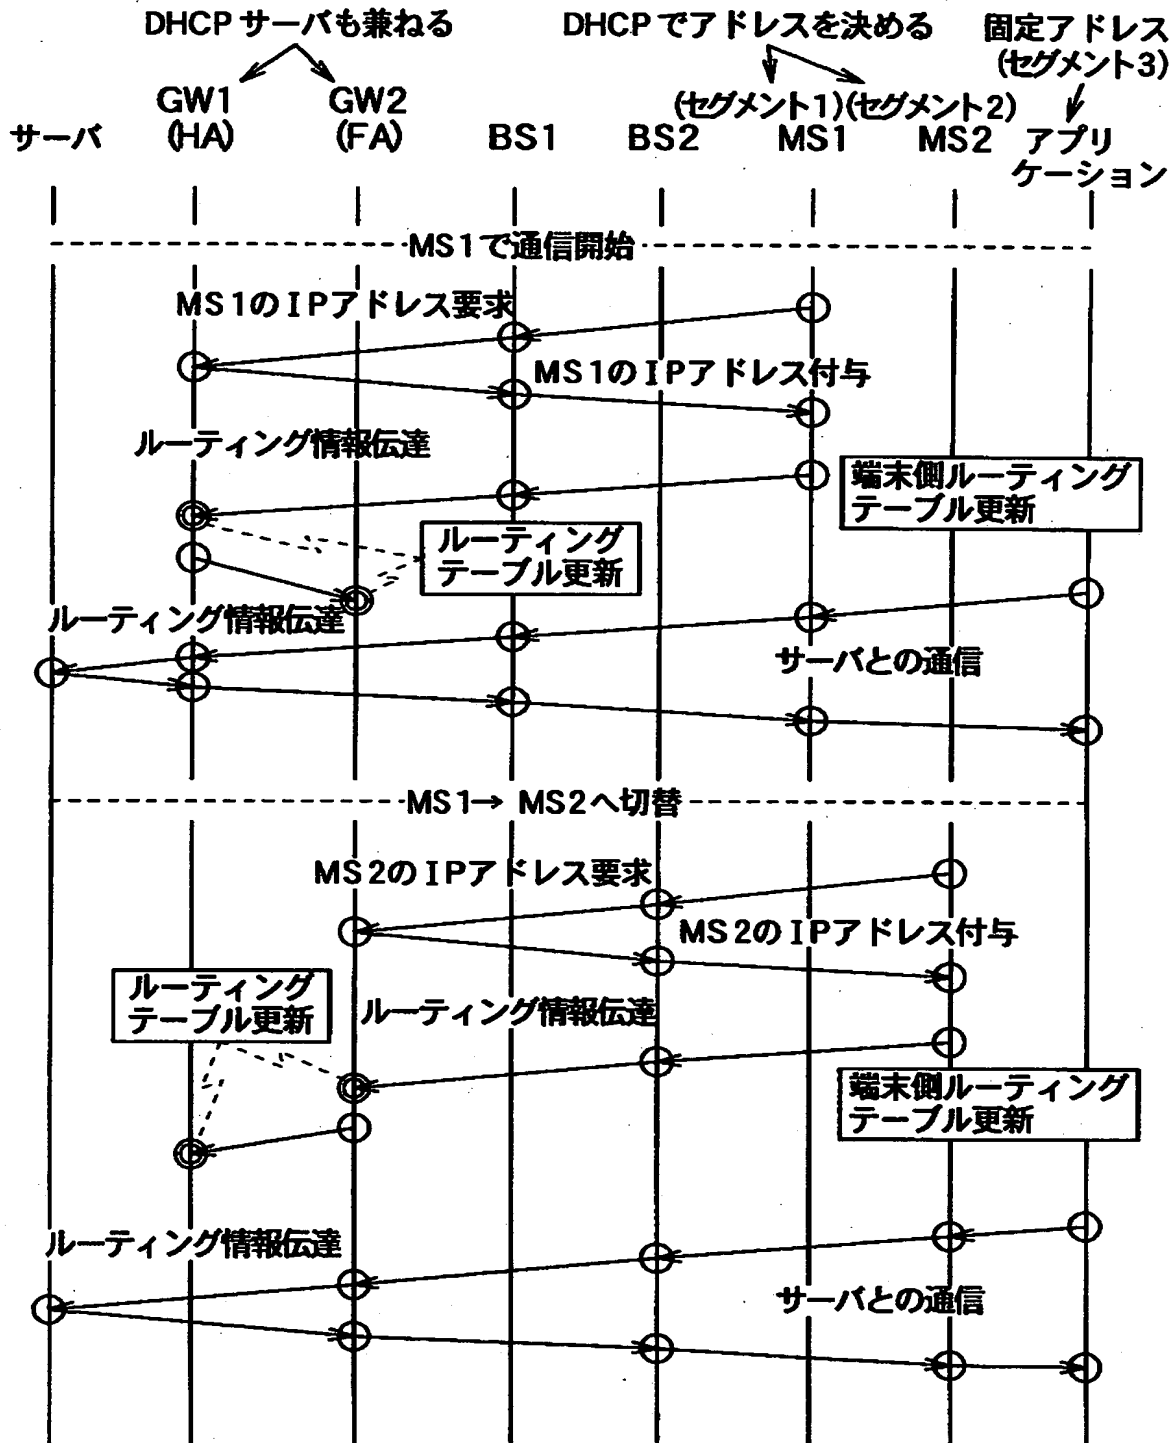 DHCPサーバも兼ねる
DHCPでアドレスを決める
固定アドレス
(セグメント3)
GW1
(HA)
GW2
(FA)
(セグメント1)(セグメント2)
サーバ
BS1
BS2
MS1
MS2
アプリ
ケーション
MS1で通信開始
MS1のIPアドレス要求
MS1のIPアドレス付与
ルーティング情報伝達
端末側ルーティング
テーブル更新
ルーティング
テーブル更新
ルーティング情報伝達
サーバとの通信
MS1→MS2へ切替
MS2のIPアドレス要求
MS2のIPアドレス付与
ルーティング
テーブル更新
ルーティング情報伝達
端末側ルーティング
テーブル更新
ルーティング情報伝達
サーバとの通信